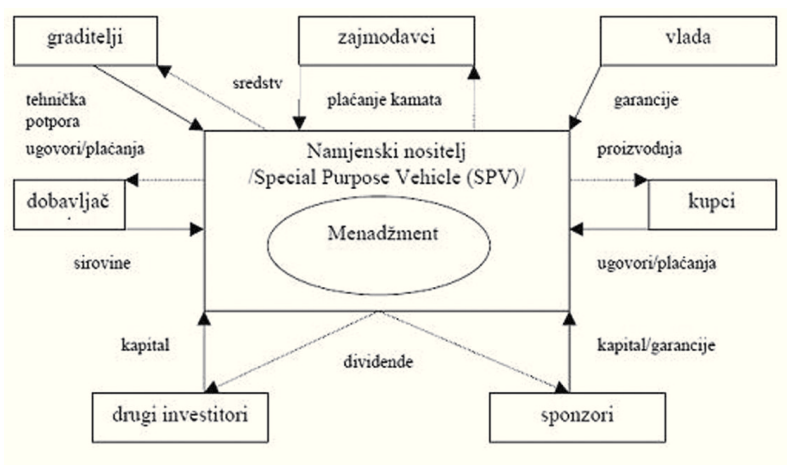 graditelji
zajmodavci
vlada
sredstv
tehnička
potpora
plaćanje kamata
garancije
ugovori/plaćanja
Namjenski nositelj
/Special Purpose Vehicle (SPV)/
proizvodnja
dobavljač
Menadžment
kupci
sirovine
ugovori/plaćanja
kapital
dividende
kapital/garancije
drugi investitori
sponzori